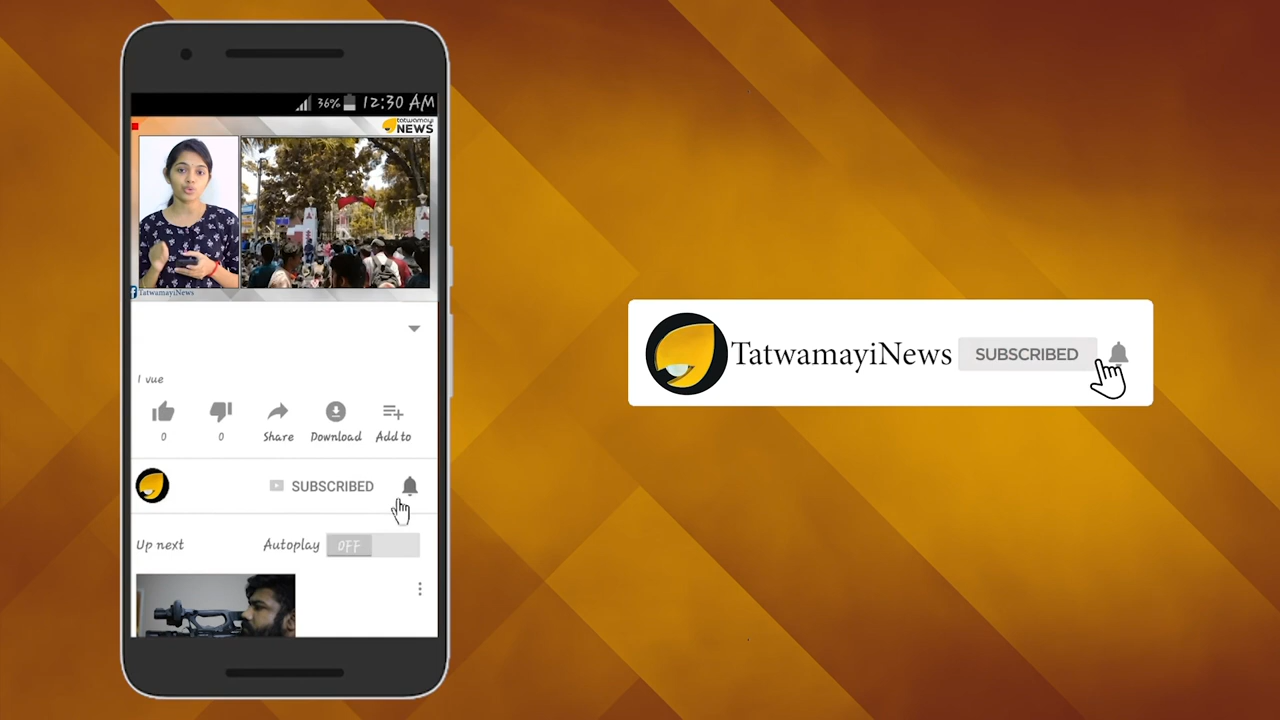 36% 12:30 AM
tatwamayi
NEWS
TatwamayiNews
1 vue
0
0
Share
Download
Add to
SUBSCRIBED
Up next
Autoplay
OFF
TatwamayiNews
SUBSCRIBED